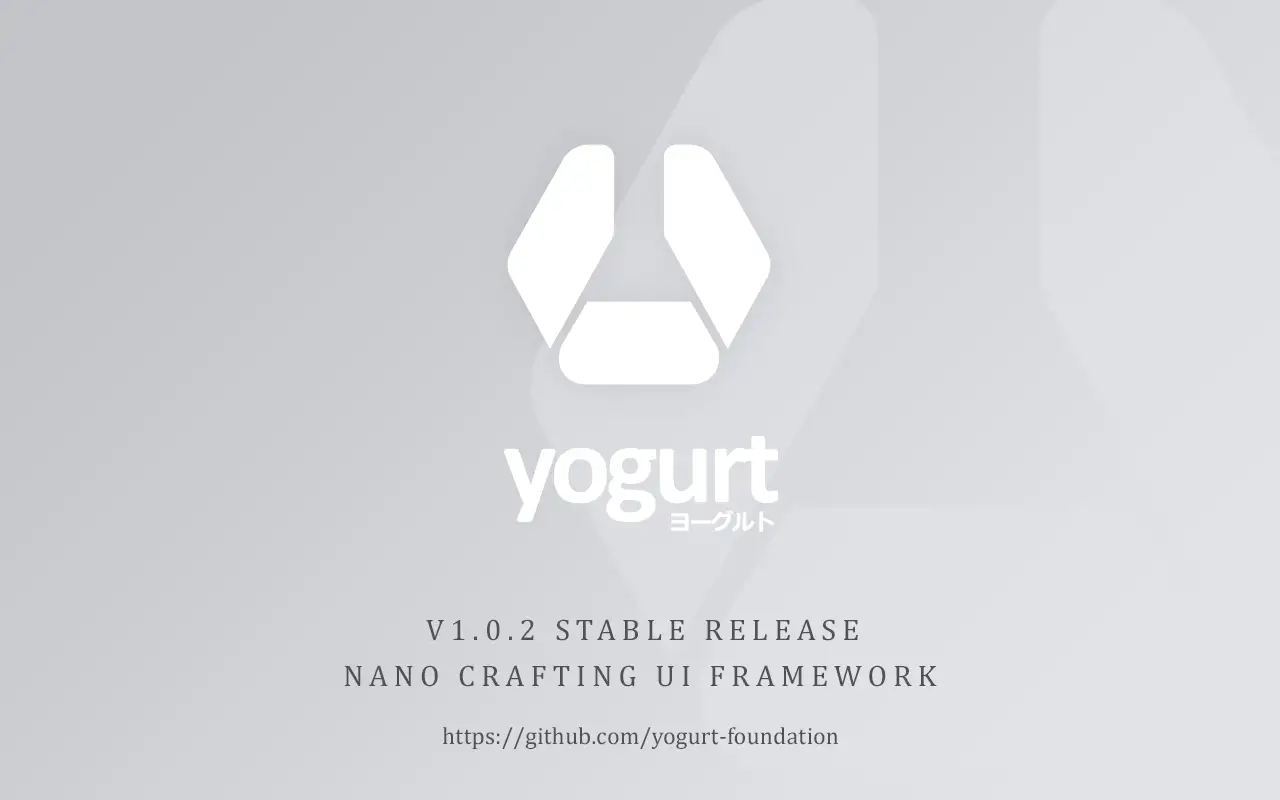 yogurt
ヨーグルト
V1.0.2 STABLE RELEASE
NANO CRAFTING UI FRAMEWORK
https://github.com/yogurt-foundation